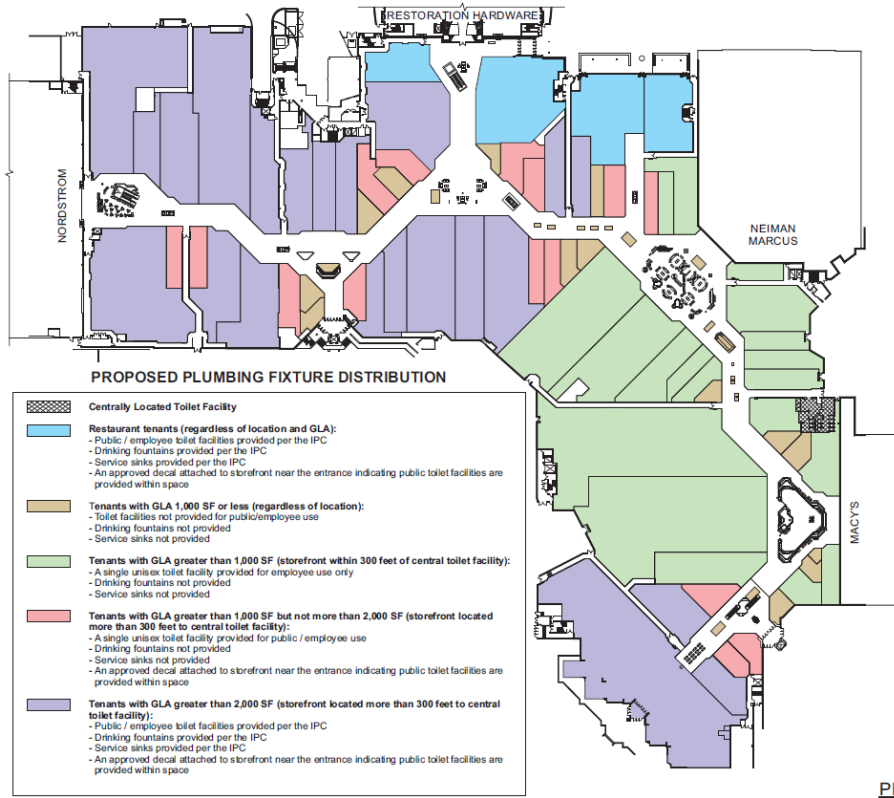 RESTORATION HARDWARE
NORDSTROM
NEIMAN
MARCUS
MACY'S
PROPOSED PLUMBING FIXTURE DISTRIBUTION
Centrally Located Toilet Facility
Restaurant tenants (regardless of location and GLA):
- Public / employee toilet facilities provided per the IPC
- Drinking fountains provided per the IPC
- Service sinks provided per the IPC
- An approved decal attached to storefront near the entrance indicating public toilet facilities are
provided within space
Tenants with GLA 1,000 SF or less (regardless of location):
- Toilet facilities not provided for public/employee use
- Drinking fountains not provided
- Service sinks not provided
Tenants with GLA greater than 1,000 SF (storefront within 300 feet of central toilet facility):
- A single unisex toilet facility provided for employee use only
- Drinking fountains not provided
- Service sinks not provided
Tenants with GLA greater than 1,000 SF but not more than 2,000 SF (storefront located
more than 300 feet to central toilet facility):
- A single unisex toilet facility provided for public / employee use
- Drinking fountains not provided
- Service sinks not provided
- An approved decal attached to storefront near the entrance indicating public toilet facilities are
provided within space
Tenants with GLA greater than 2,000 SF (storefront located more than 300 feet to central
toilet facility):
- Public / employee toilet facilities provided per the IPC
- Drinking fountains provided per the IPC
- Service sinks provided per the IPC
- An approved decal attached to storefront near the entrance indicating public toilet facilities are
provided within space